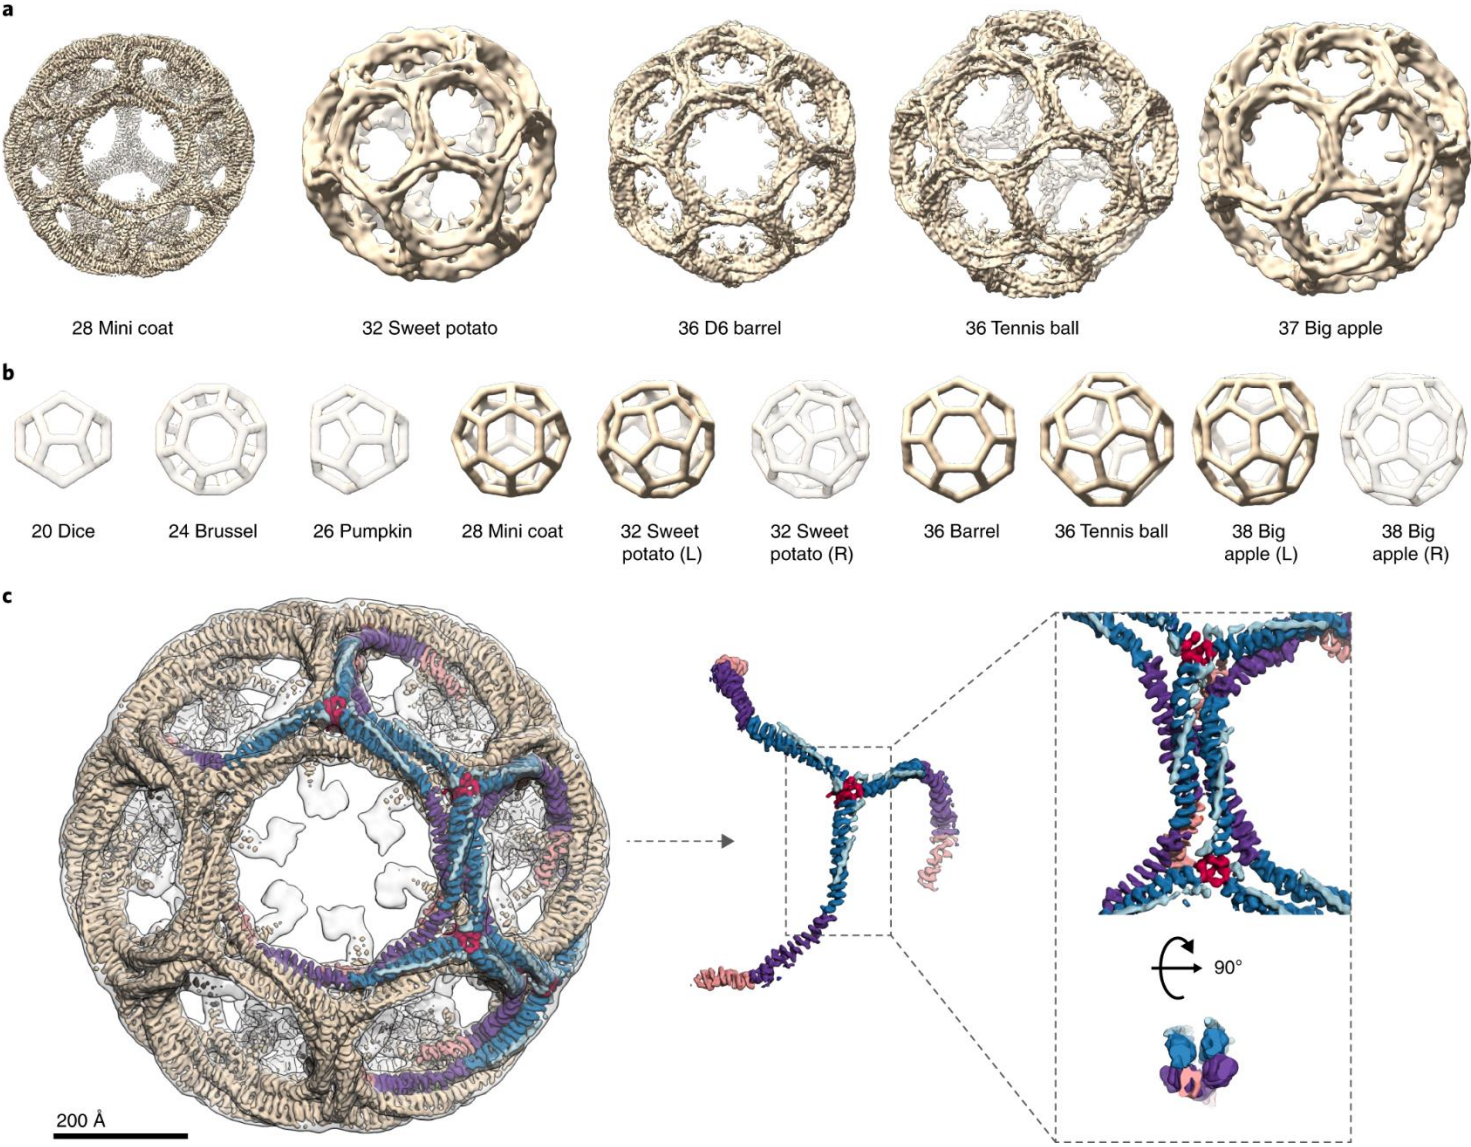 a
28 Mini coat
32 Sweet potato
36 D6 barrel
36 Tennis ball
37 Big apple
b
20 Dice
24 Brussel
26 Pumpkin
28 Mini coat
32 Sweet
potato (L)
32 Sweet
potato (R)
36 Barrel
36 Tennis ball
38 Big
apple (L)
38 Big
apple (R)
c
90°
200 Å